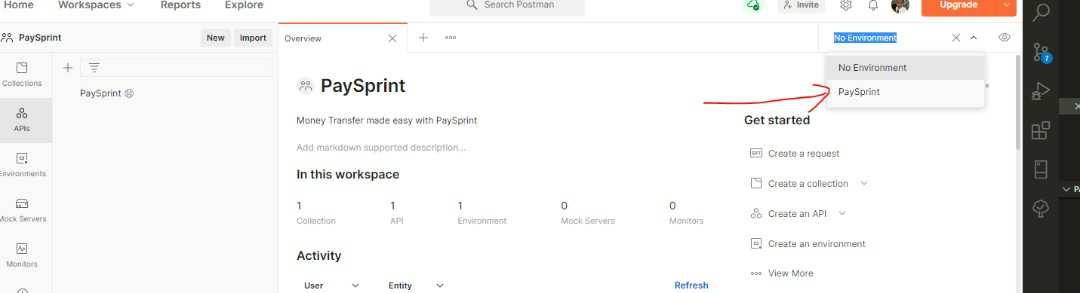 Home Workspaces Reports Explore Search Postman Invite Upgrade
PaySprint New Import Overview No Environment
Collections
PaySprint
APIs
Environments
Mock Servers
Monitors
No Environment
PaySprint
PaySprint
Money Transfer made easy with PaySprint
Add markdown supported description...
In this workspace
1 1 1 0 0
Collection API Environment Mock Servers Monitors
Activity
User Entity Refresh
Get started
GET Create a request
Create a collection
Create an API
Create an environment
View More
7